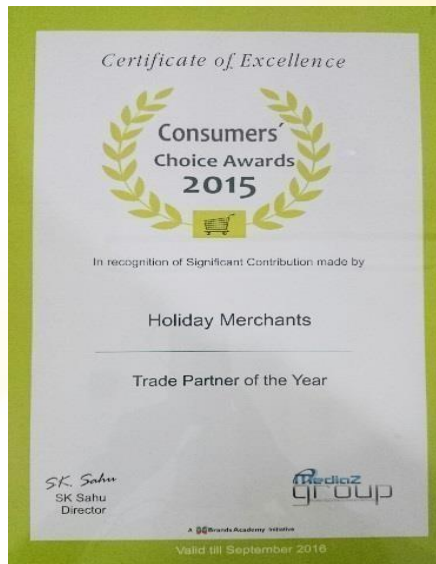 Certificate of Excellence
Consumers'
Choice Awards
2015
In recognition of Significant Contribution made by
Holiday Merchants
Trade Partner of the Year
S.K. Sahu
SK Sahu
Director
MediaZ
group
A Brands Academy Initiative
Valid till September 2016